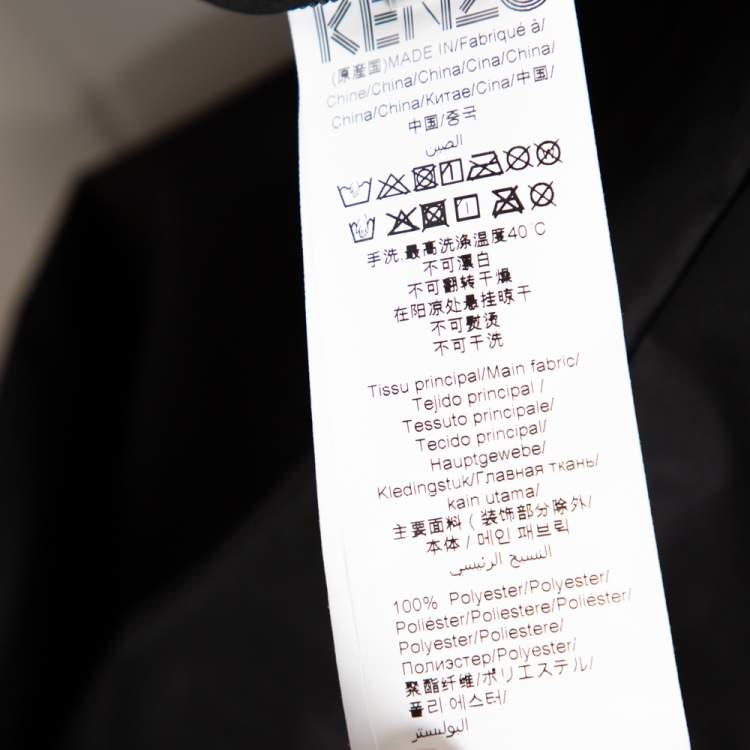 KENZO
(原産国)MADE IN/Fabriqué à/
Chine/China/China/Cina/China/
China/China/Китае/Cina/中国/
中国/중국
الصين
手洗,最高洗涤温度40℃
不可漂白
不可翻转干燥
在阳凉处悬挂晾干
不可熨烫
不可干洗
Tissu principal/Main fabric/
Tejido principal /
Tessuto principale/
Tecido principal/
Hauptgewebe/
Kledingstuk/Главная ткань/
kain utama/
主要面料 ( 装饰部分除外/
本体 / 메인 패브릭
النسيج الرئيسي
100% Polyester/Polyester/
Poliéster/Poliestere/Poliéster/
Polyester/Poliestere/
Полиэстер/Polyester/
聚酯纤维/ポリエステル/
폴리 에스터/
البوليستر